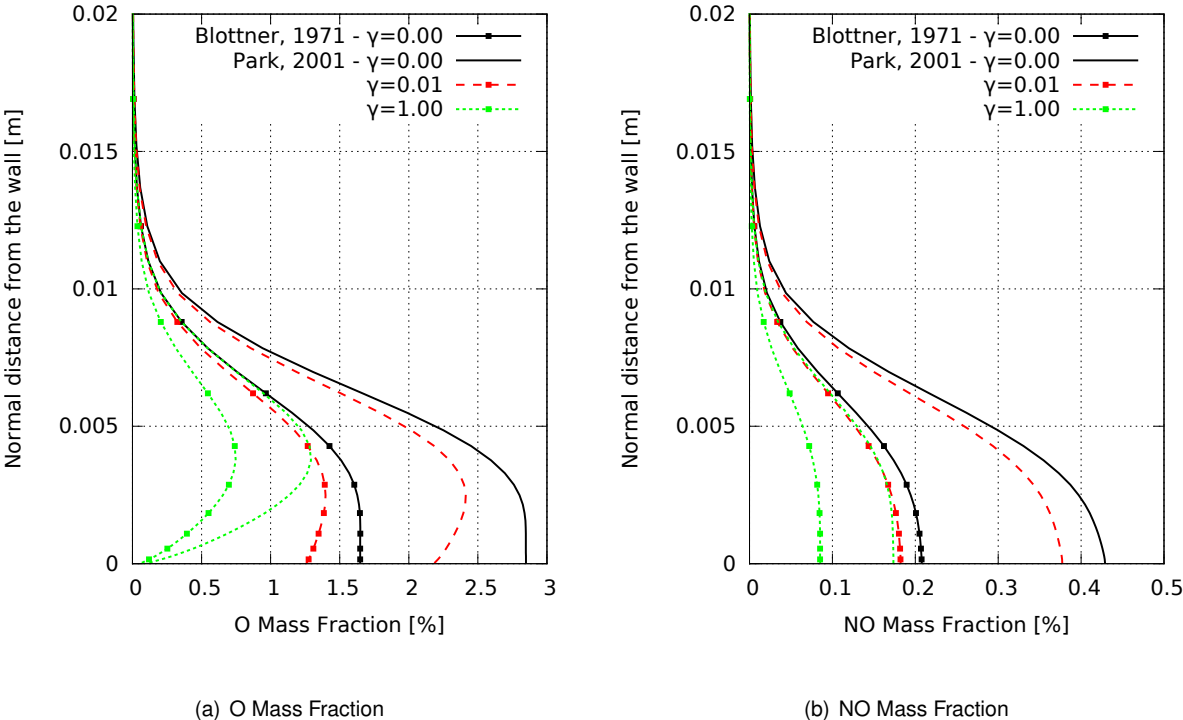 Normal distance from the wall [m]
0.02
0.015
0.01
0.005
0
Blottner, 1971 - γ=0.00
Park, 2001 - γ=0.00
γ=0.01
γ=1.00
0 0.5 1 1.5 2 2.5 3
O Mass Fraction [%]
(a) O Mass Fraction
Normal distance from the wall [m]
0.02
0.015
0.01
0.005
0
Blottner, 1971 - γ=0.00
Park, 2001 - γ=0.00
γ=0.01
γ=1.00
0 0.1 0.2 0.3 0.4 0.5
NO Mass Fraction [%]
(b) NO Mass Fraction